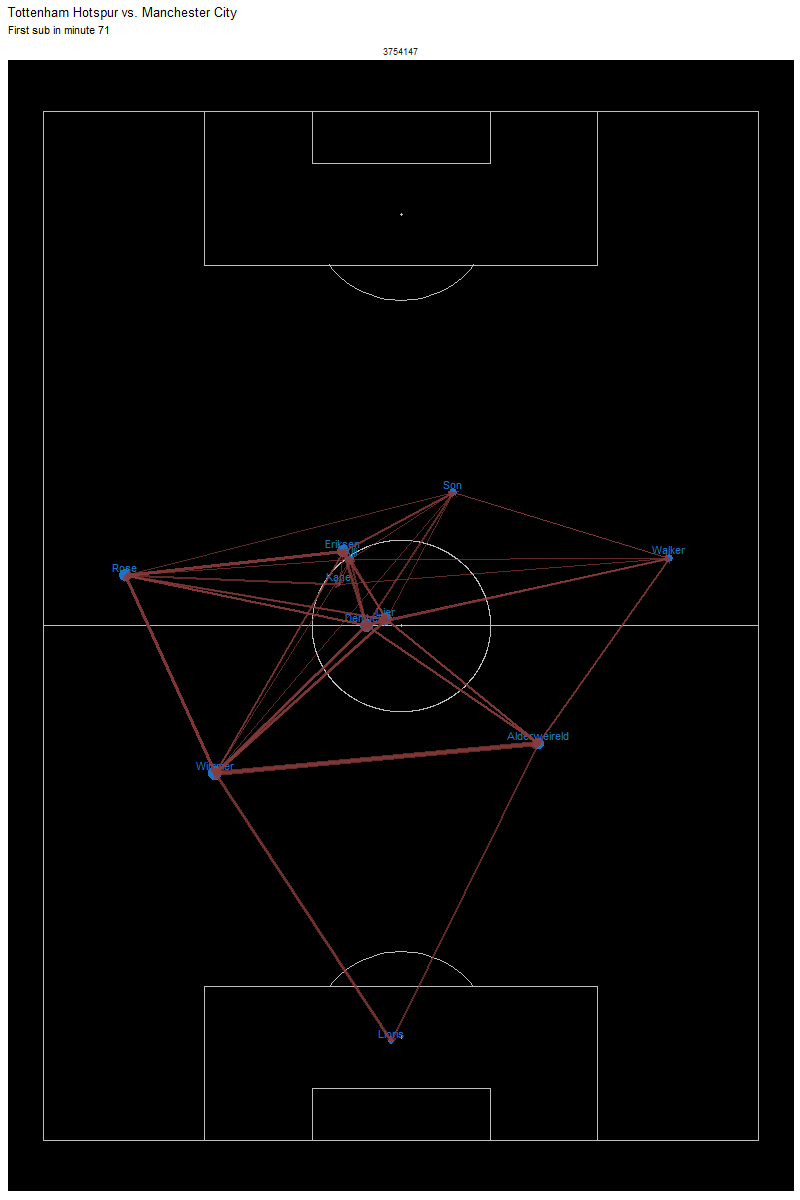 Tottenham Hotspur vs. Manchester City
First sub in minute 71
3754147
Son
Eriksen
Walker
Rose
Kane
Dier
Alderweireld
Wimmer
Lloris